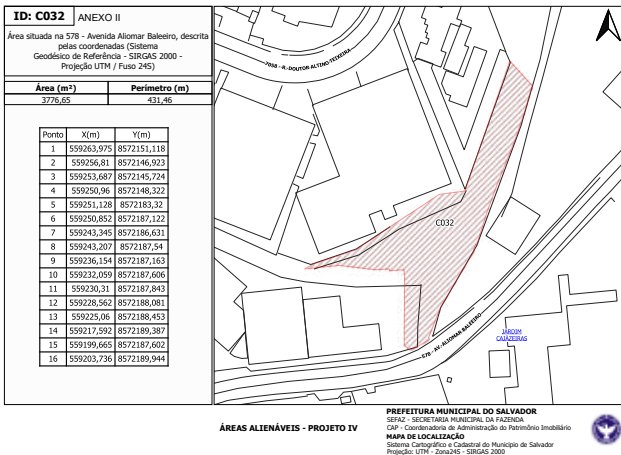 ID: C032 ANEXO II
Área situada na 578 - Avenida Aliomar Baleeiro, descrita
pelas coordenadas (Sistema
Geodésico de Referência - SIRGAS 2000 -
Projeção UTM / Fuso 24S)
Área (m²) Perímetro (m)
3776,65 431,46
Ponto X(m) Y(m)
1 559263,975 8572151,118
2 559256,81 8572146,923
3 559253,687 8572145,724
4 559250,96 8572148,322
5 559251,128 8572183,32
6 559250,852 8572187,122
7 559243,345 8572186,631
8 559243,207 8572187,54
9 559236,154 8572187,163
10 559232,059 8572187,606
11 559230,31 8572187,843
12 559228,562 8572188,081
13 559225,06 8572188,453
14 559217,592 8572189,387
15 559199,665 8572187,602
16 559203,736 8572189,944
7058 - R. DOUTOR ALTINO TEIXEIRA
C032
578 - AV. ALIOMAR BALEEIRO
JARDIM
CAJAZEIRAS
ÁREAS ALIENÁVEIS - PROJETO IV
PREFEITURA MUNICIPAL DO SALVADOR
SEFAZ - SECRETARIA MUNICIPAL DA FAZENDA
CAP - Coordenadoria de Administração do Patrimônio Imobiliário
MAPA DE LOCALIZAÇÃO
Sistema Cartográfico e Cadastral do Município de Salvador
Projeção: UTM - Zona24S - SIRGAS 2000